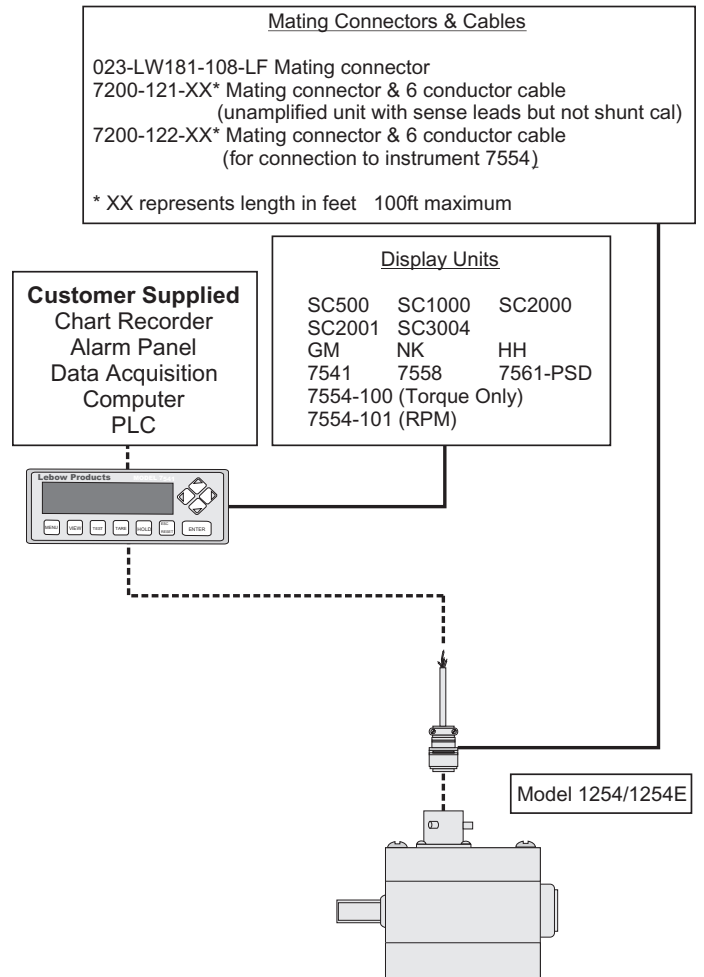 Mating Connectors & Cables
023-LW181-108-LF Mating connector
7200-121-XX* Mating connector & 6 conductor cable
(unamplified unit with sense leads but not shunt cal)
7200-122-XX* Mating connector & 6 conductor cable
(for connection to instrument 7554)
* XX represents length in feet 100ft maximum
Display Units
SC500 SC1000 SC2000
SC2001 SC3004
GM NK HH
7541 7558 7561-PSD
7554-100 (Torque Only)
7554-101 (RPM)
Customer Supplied
Chart Recorder
Alarm Panel
Data Acquisition
Computer
PLC
Lebow Products MODEL 7541
MENU VIEW TEST TARE HOLD ESC RESET ENTER
Model 1254/1254E